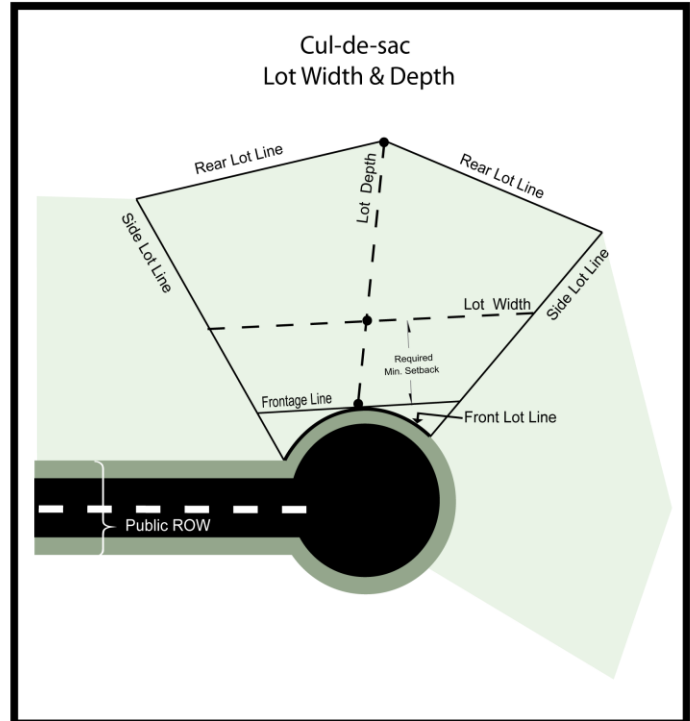 Cul-de-sac
Lot Width & Depth
Rear Lot Line
Rear Lot Line
Lot Depth
Side Lot Line
Side Lot Line
Lot Width
Required
Min. Setback
Frontage Line
Front Lot Line
Public ROW